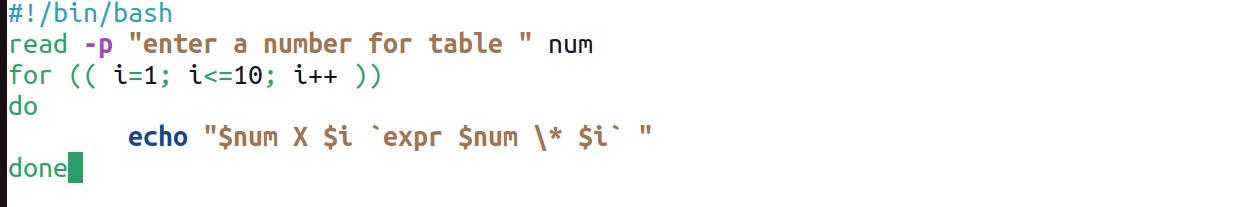 #!/bin/bash
read -p "enter a number for table " num
for (( i=1; i<=10; i++ ))
do
        echo "$num X $i `expr $num \* $i` "
done